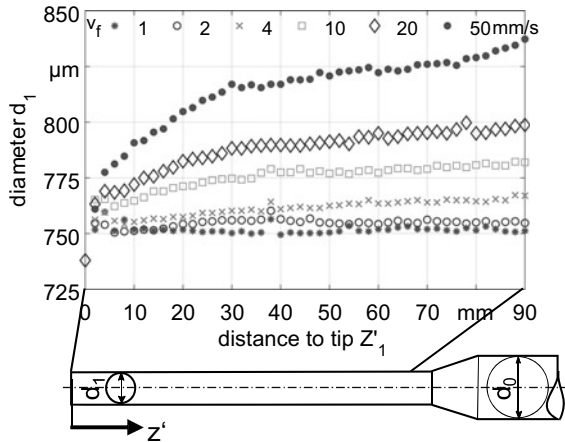 850
v_f 1 2 4 10 20 50mm/s
µm
800
775
750
725
diameter d_1
0 10 20 30 40 50 60 70 mm 90
distance to tip Z'_1
d_1
d_0
z'